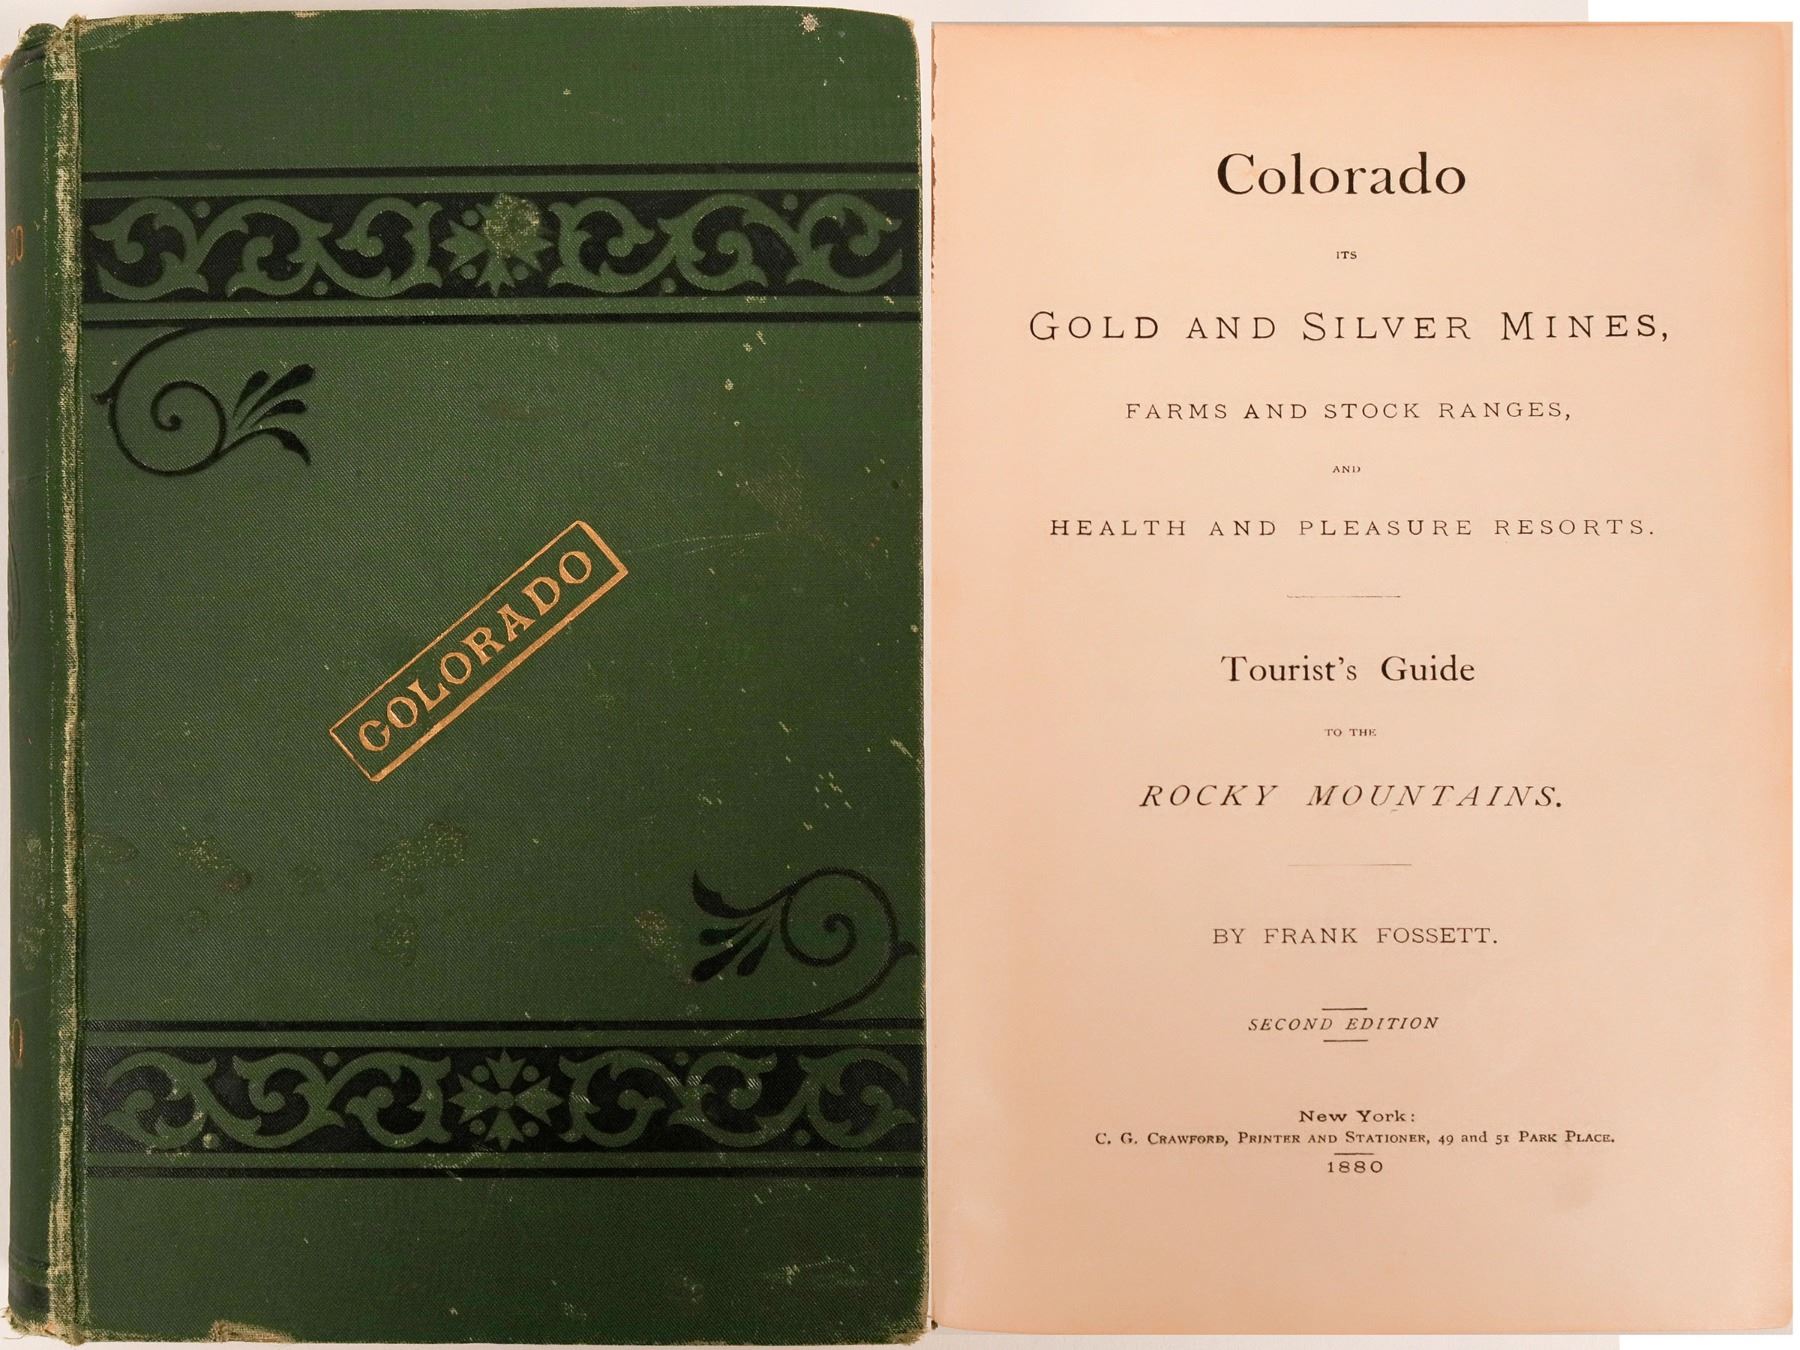 COLORADO
Colorado
ITS
GOLD AND SILVER MINES,
FARMS AND STOCK RANGES,
AND
HEALTH AND PLEASURE RESORTS.
Tourist's Guide
TO THE
ROCKY MOUNTAINS.
BY FRANK FOSSETT.
SECOND EDITION
New York:
C. G. CRAWFORD, PRINTER AND STATIONER, 49 and 51 PARK PLACE.
1880